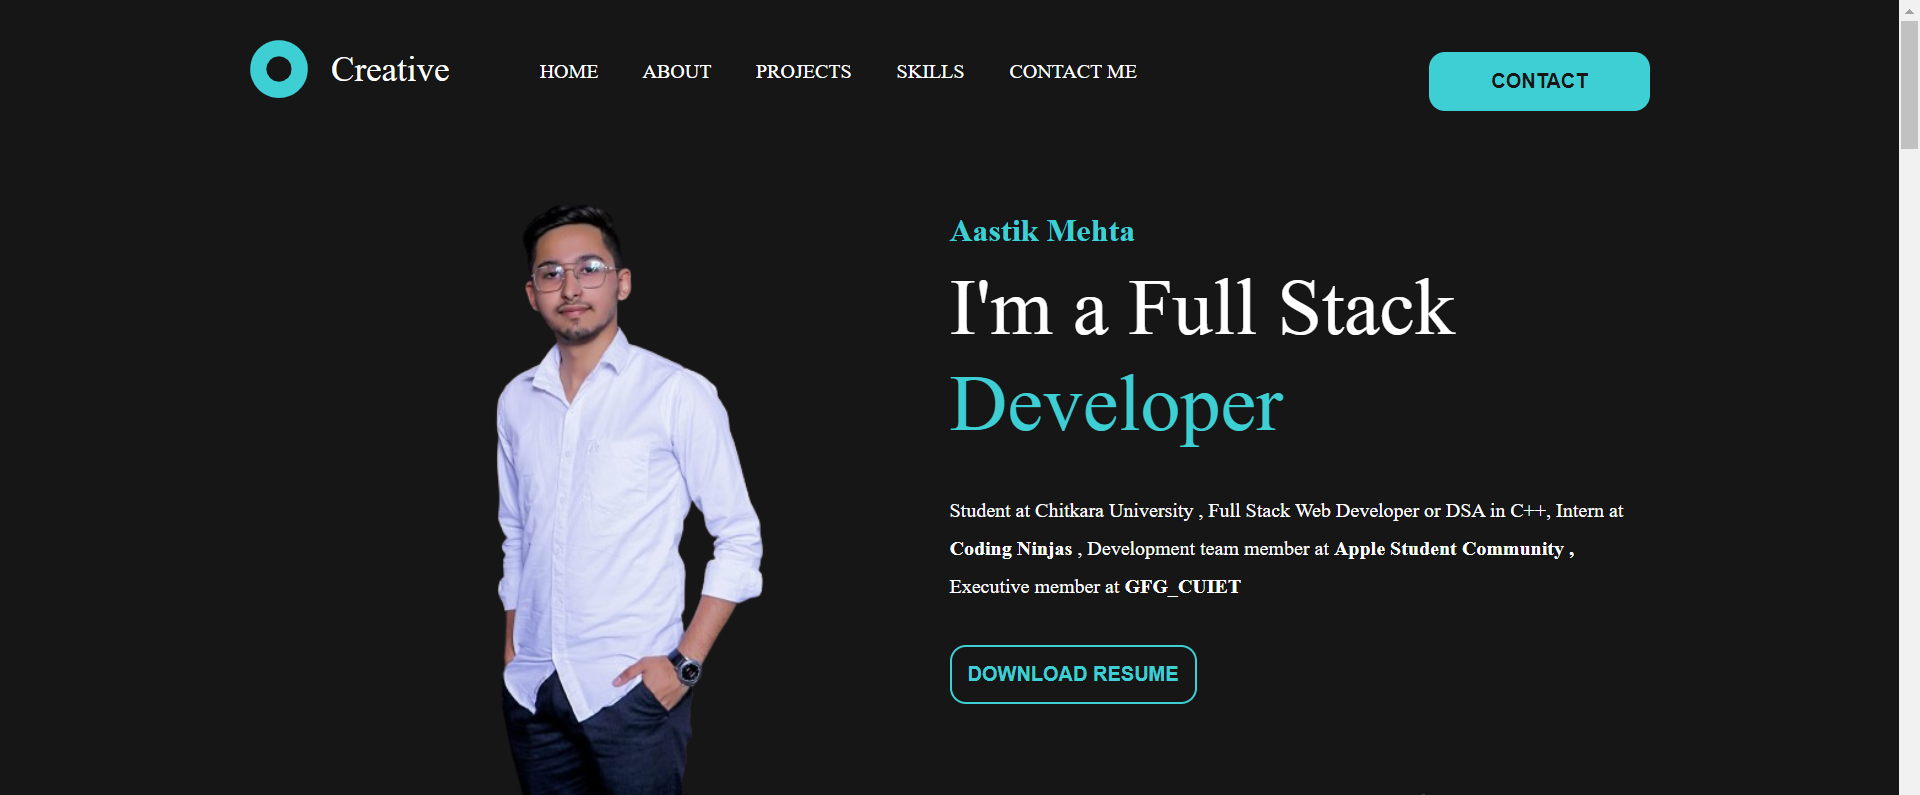 Creative
HOME ABOUT PROJECTS SKILLS CONTACT ME
CONTACT
Aastik Mehta
I'm a Full Stack
Developer
Student at Chitkara University , Full Stack Web Developer or DSA in C++, Intern at
Coding Ninjas , Development team member at Apple Student Community ,
Executive member at GFG_CUIET
DOWNLOAD RESUME